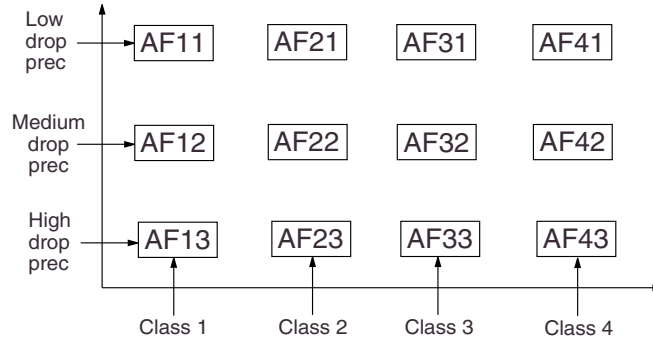 Low
drop
prec
AF11 AF21 AF31 AF41
Medium
drop
prec
AF12 AF22 AF32 AF42
High
drop
prec
AF13 AF23 AF33 AF43
Class 1 Class 2 Class 3 Class 4